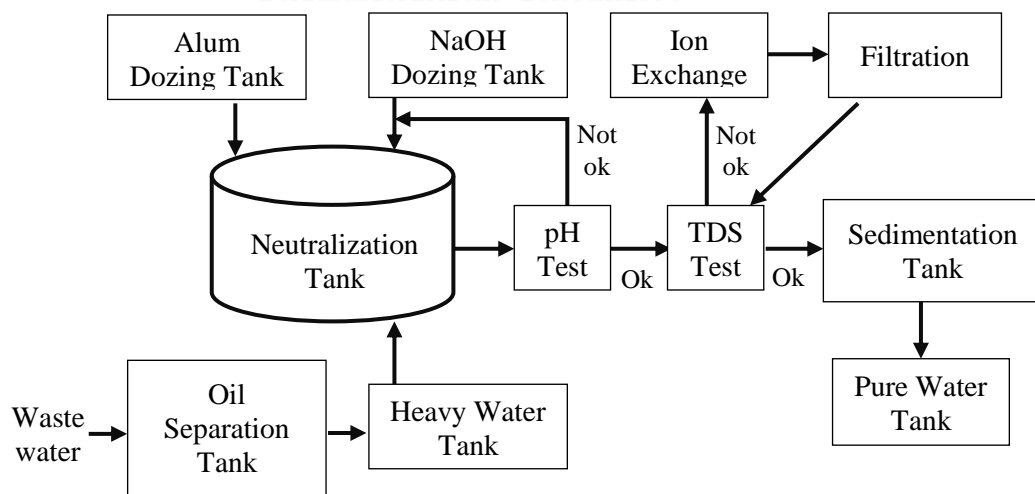 Alum
Dozing Tank
NaOH
Dozing Tank
Ion
Exchange
Filtration
Not
ok
Not
ok
Neutralization
Tank
pH
Test
Ok
TDS
Test
Ok
Sedimentation
Tank
Waste
water
Oil
Separation
Tank
Heavy Water
Tank
Pure Water
Tank